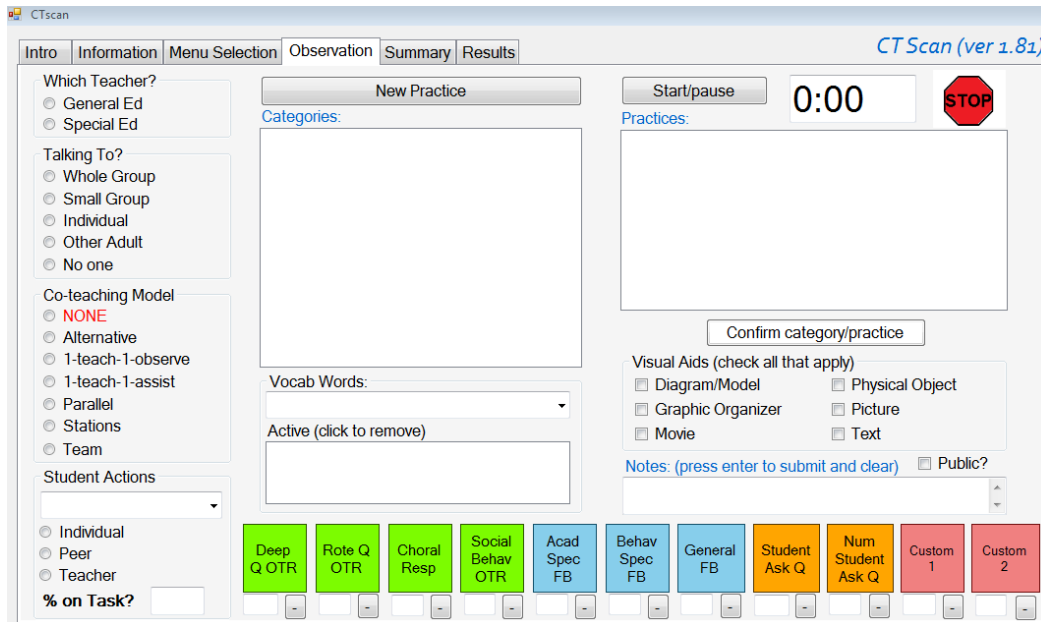 CTscan
Intro Information Menu Selection Observation Summary Results
CT Scan (ver 1.81)
Which Teacher?
General Ed
Special Ed
Talking To?
Whole Group
Small Group
Individual
Other Adult
No one
Co-teaching Model
NONE
Alternative
1-teach-1-observe
1-teach-1-assist
Parallel
Stations
Team
Student Actions
Individual
Peer
Teacher
% on Task?
New Practice
Categories:
Vocab Words:
Active (click to remove)
Start/pause
0:00
STOP
Practices:
Confirm category/practice
Visual Aids (check all that apply)
Diagram/Model
Physical Object
Graphic Organizer
Picture
Movie
Text
Notes: (press enter to submit and clear)
Public?
Deep
Q OTR
Rote Q
OTR
Choral
Resp
Social
Behav
OTR
Acad
Spec
FB
Behav
Spec
FB
General
FB
Student
Ask Q
Num
Student
Ask Q
Custom
1
Custom
2
- - - - - - - - - - -